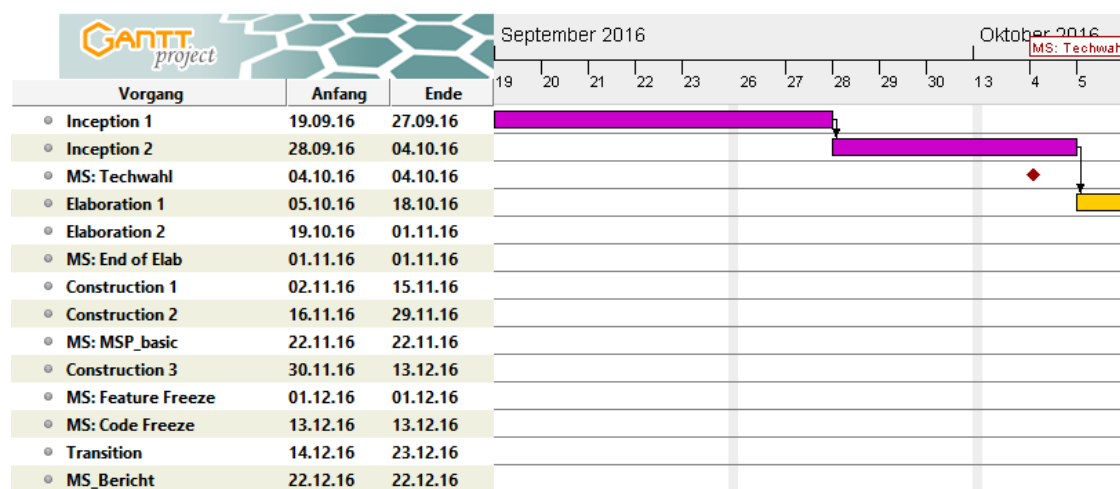 GANTT
project
September 2016
Oktober 2016
MS: Techwah
19 20 21 22 23 26 27 28 29 30 1 3 4 5
Vorgang Anfang Ende
Inception 1 19.09.16 27.09.16
Inception 2 28.09.16 04.10.16
MS: Techwahl 04.10.16 04.10.16
Elaboration 1 05.10.16 18.10.16
Elaboration 2 19.10.16 01.11.16
MS: End of Elab 01.11.16 01.11.16
Construction 1 02.11.16 15.11.16
Construction 2 16.11.16 29.11.16
MS: MSP_basic 22.11.16 22.11.16
Construction 3 30.11.16 13.12.16
MS: Feature Freeze 01.12.16 01.12.16
MS: Code Freeze 13.12.16 13.12.16
Transition 14.12.16 23.12.16
MS_Bericht 22.12.16 22.12.16